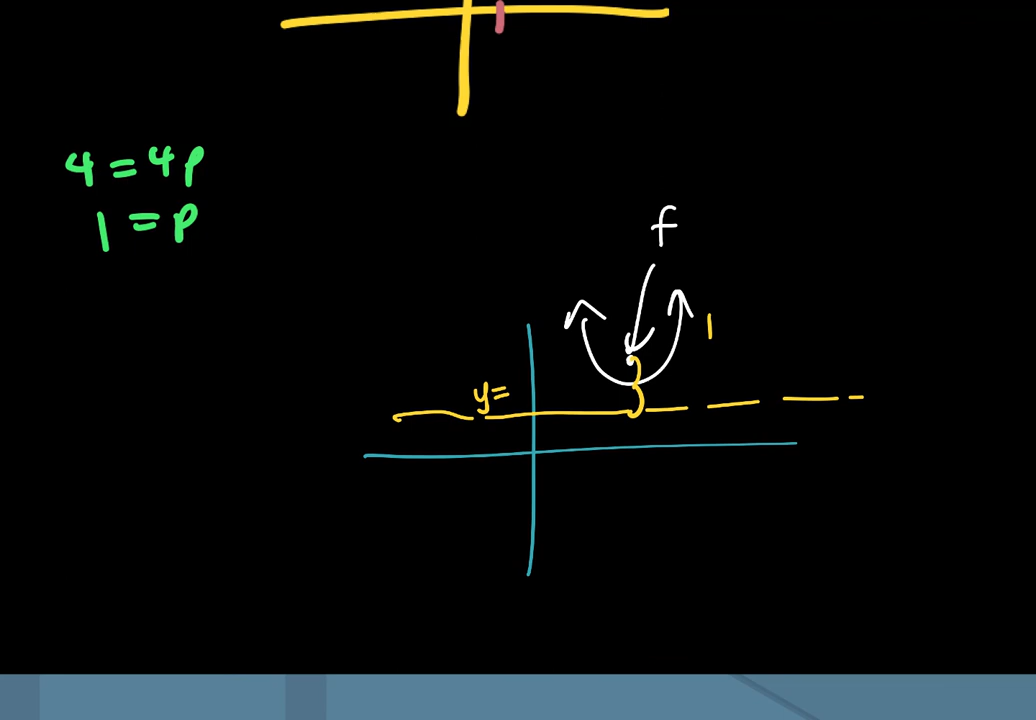 4 = 4p
1 = p
f
1
y =